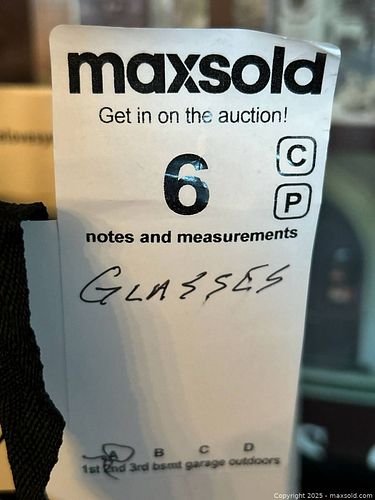 maxsold
Get in on the auction!
6
C
P
notes and measurements
GLASSES
A B C D
1st 2nd 3rd bsmt garage outdoors
Copyright 2025 - maxsold.com